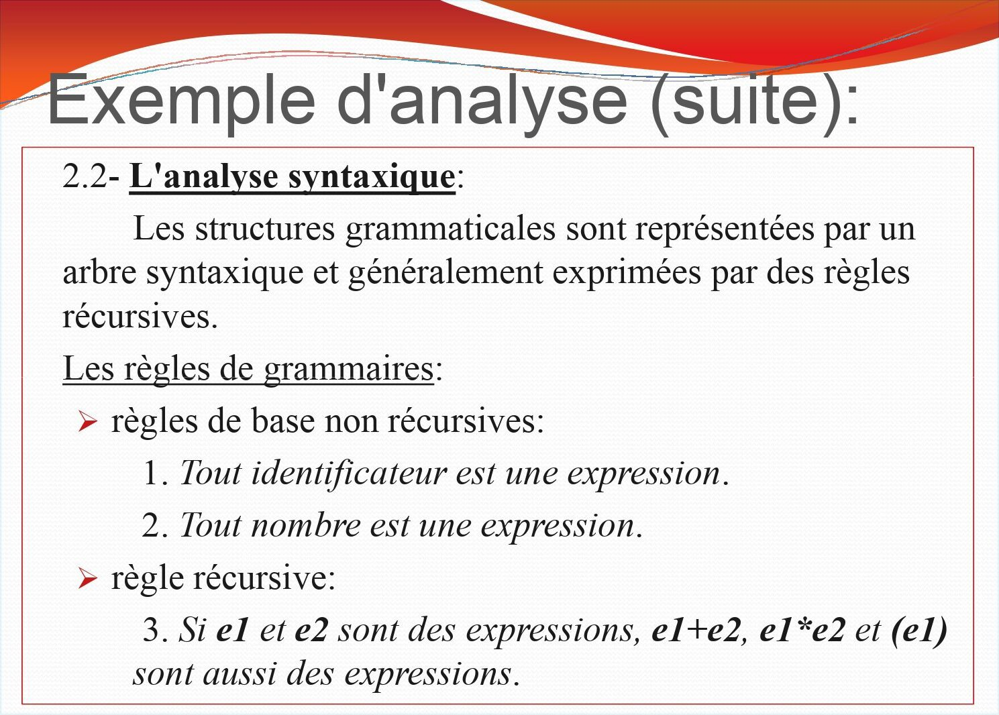 Exemple d'analyse (suite):
2.2- L'analyse syntaxique:
Les structures grammaticales sont représentées par un
arbre syntaxique et généralement exprimées par des règles
récursives.
Les règles de grammaires:
➢ règles de base non récursives:
1. Tout identificateur est une expression.
2. Tout nombre est une expression.
➢ règle récursive:
3. Si e1 et e2 sont des expressions, e1+e2, e1*e2 et (e1)
sont aussi des expressions.